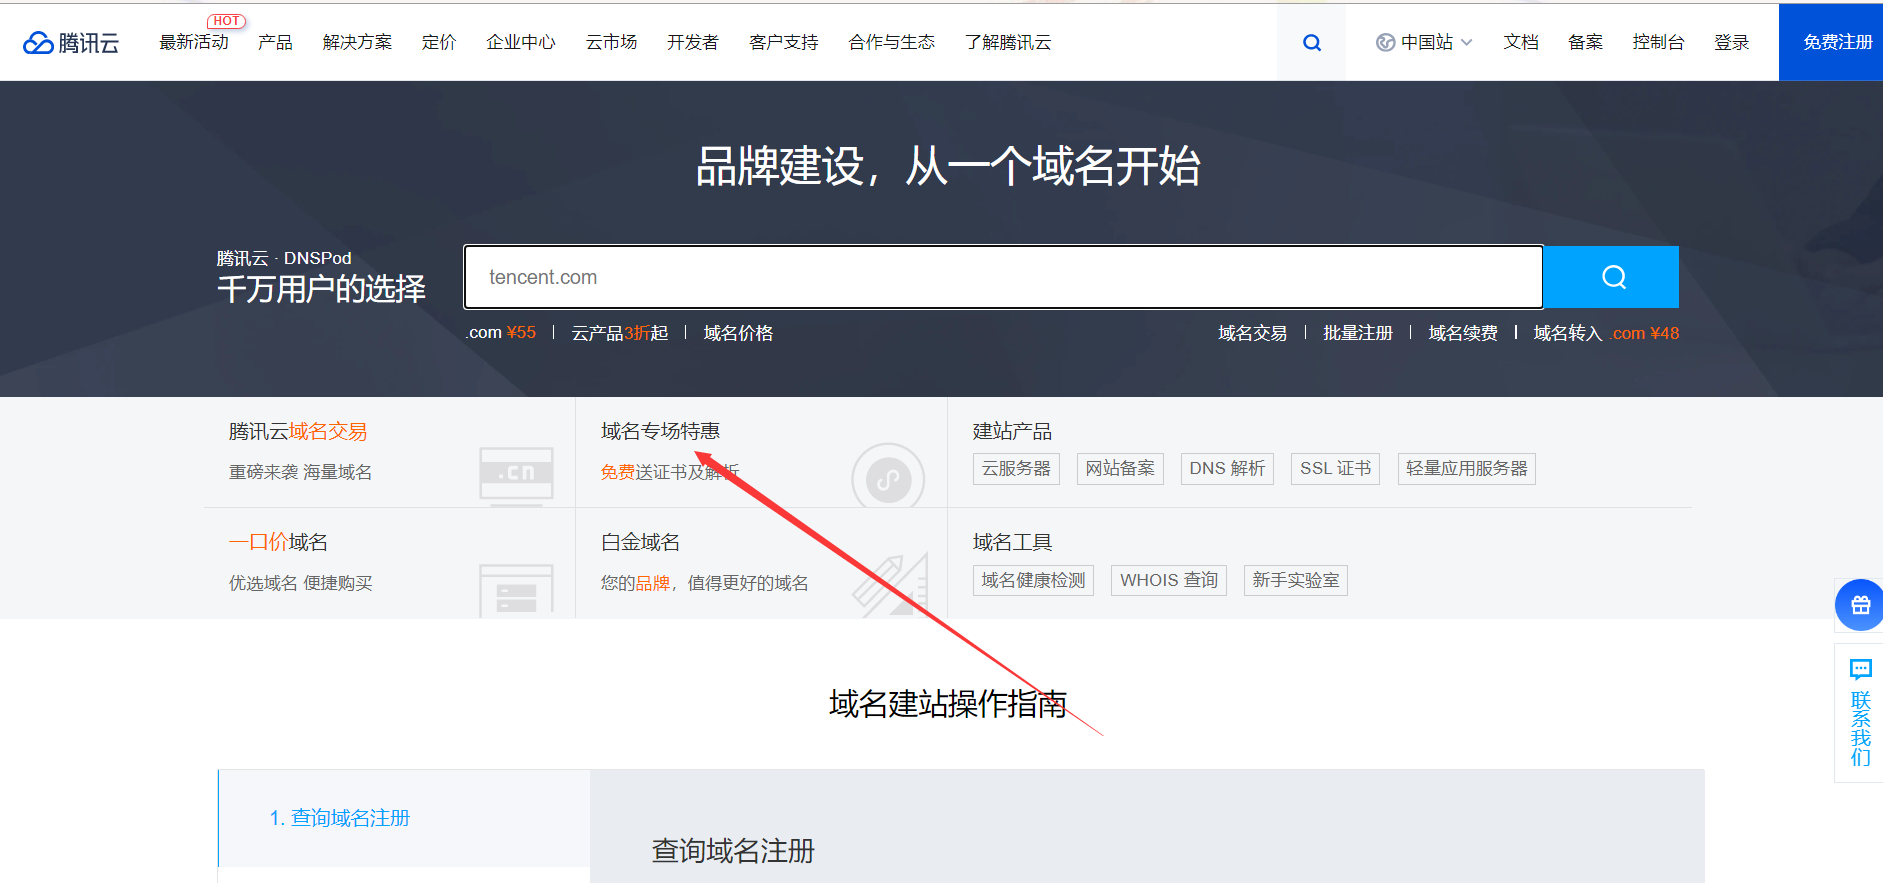 HOT
腾讯云 最新活动 产品 解决方案 定价 企业中心 云市场 开发者 客户支持 合作与生态 了解腾讯云 中国站 文档 备案 控制台 登录 免费注册
品牌建设，从一个域名开始
腾讯云 · DNSPod
千万用户的选择
tencent.com
.com ¥55 云产品3折起 域名价格 域名交易 批量注册 域名续费 域名转入 .com ¥48
腾讯云域名交易
重磅来袭 海量域名
.cn
域名专场特惠
免费送证书及解析
建站产品
云服务器 网站备案 DNS 解析 SSL 证书 轻量应用服务器
一口价域名
优选域名 便捷购买
白金域名
您的品牌，值得更好的域名
域名工具
域名健康检测 WHOIS 查询 新手实验室
联系我们
域名建站操作指南
1. 查询域名注册
查询域名注册